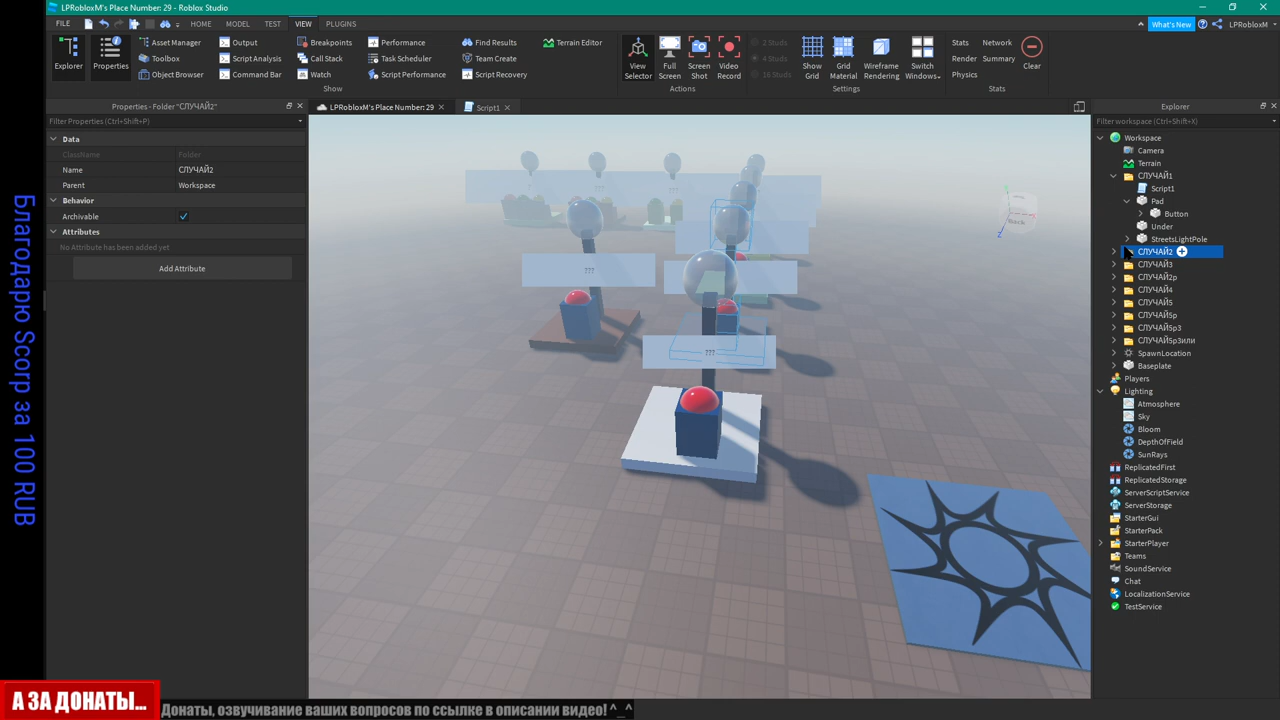 LPRobloxM's Place Number: 29 - Roblox Studio
FILE
HOME
MODEL
TEST
VIEW
PLUGINS
What's New
LPRobloxM
Explorer
Properties
Asset Manager
Toolbox
Object Browser
Output
Script Analysis
Command Bar
Breakpoints
Call Stack
Watch
Performance
Task Scheduler
Script Performance
Find Results
Team Create
Script Recovery
Terrain Editor
Show
View
Selector
Full
Screen
Screen
Shot
Video
Record
Actions
2 Studs
4 Studs
16 Studs
Show
Grid
Grid
Material
Wireframe
Rendering
Switch
Windows
Settings
Stats
Network
Render
Summary
Physics
Clear
Stats
Properties - Folder "СЛУЧАЙ2"
Filter Properties (Ctrl+Shift+P)
Data
ClassName
Folder
Name
СЛУЧАЙ2
Parent
Workspace
Behavior
Archivable
Attributes
No Attribute has been added yet
Add Attribute
LPRobloxM's Place Number: 29
Script1
???
???
Back
Explorer
Filter workspace (Ctrl+Shift+X)
Workspace
Camera
Terrain
СЛУЧАЙ1
Script1
Pad
Button
Under
StreetsLightPole
СЛУЧАЙ2
СЛУЧАЙ3
СЛУЧАЙ2р
СЛУЧАЙ4
СЛУЧАЙ5
СЛУЧАЙ5р
СЛУЧАЙ5р3
СЛУЧАЙ5р3или
SpawnLocation
Baseplate
Players
Lighting
Atmosphere
Sky
Bloom
DepthOfField
SunRays
ReplicatedFirst
ReplicatedStorage
ServerScriptService
ServerStorage
StarterGui
StarterPack
StarterPlayer
Teams
SoundService
Chat
LocalizationService
TestService
Благодарю Scorp за 100 RUB
А ЗА ДОНАТЫ...
Донаты, озвучивание ваших вопросов по ссылке в описании видео! ^_^